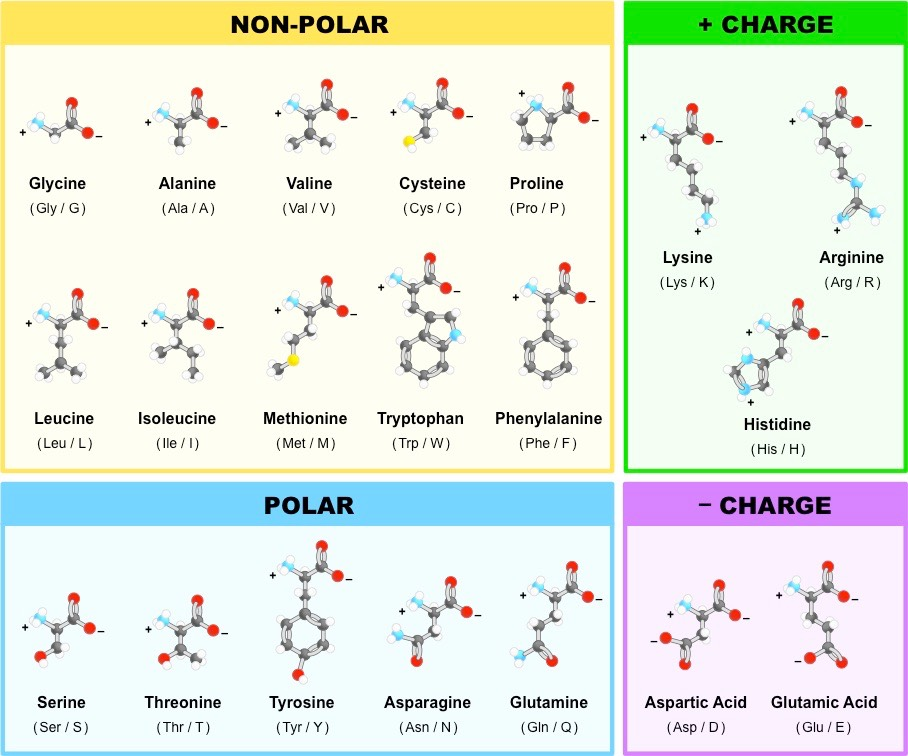 NON-POLAR
Glycine
(Gly / G)
Alanine
(Ala / A)
Valine
(Val / V)
Cysteine
(Cys / C)
Proline
(Pro / P)
Leucine
(Leu / L)
Isoleucine
(Ile / I)
Methionine
(Met / M)
Tryptophan
(Trp / W)
Phenylalanine
(Phe / F)
+ CHARGE
Lysine
(Lys / K)
Arginine
(Arg / R)
Histidine
(His / H)
POLAR
Serine
(Ser / S)
Threonine
(Thr / T)
Tyrosine
(Tyr / Y)
Asparagine
(Asn / N)
Glutamine
(Gln / Q)
− CHARGE
Aspartic Acid
(Asp / D)
Glutamic Acid
(Glu / E)